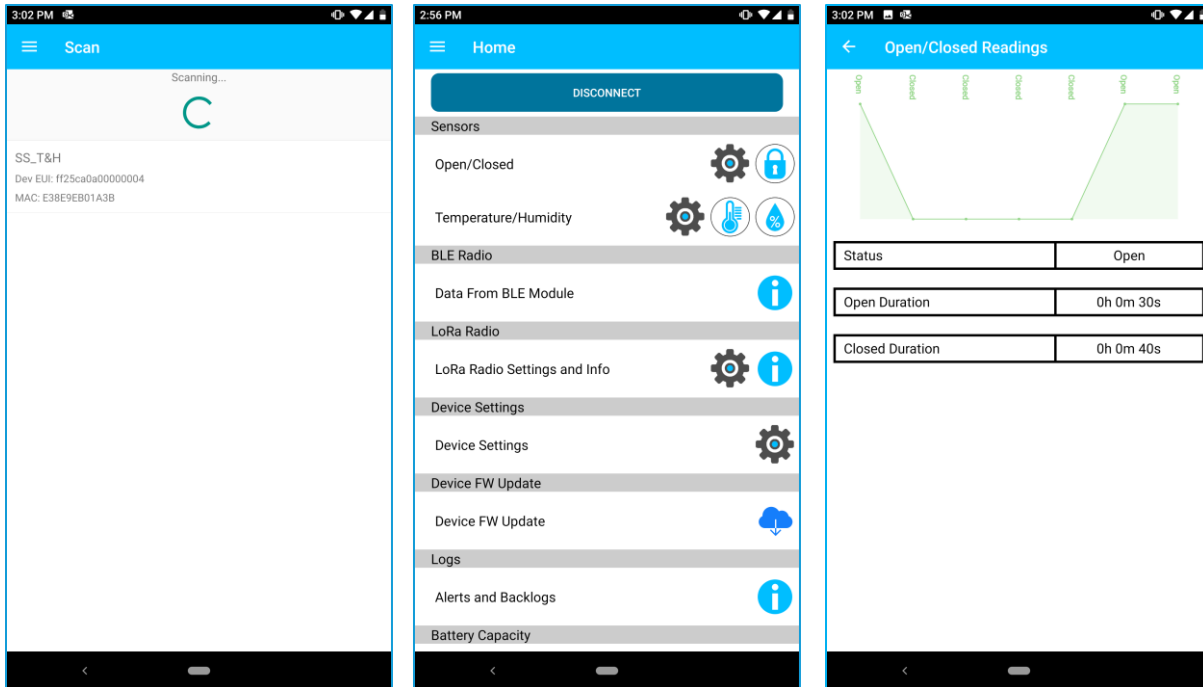 3:02 PM
Scan
Scanning...
SS_T&H
Dev EUI: ff25ca0a00000004
MAC: E38E9EB01A3B
2:56 PM
Home
DISCONNECT
Sensors
Open/Closed
Temperature/Humidity
%
BLE Radio
Data From BLE Module
LoRa Radio
LoRa Radio Settings and Info
Device Settings
Device Settings
Device FW Update
Device FW Update
Logs
Alerts and Backlogs
Battery Capacity
3:02 PM
Open/Closed Readings
Open Closed Closed Closed Closed Open Open
Status Open
Open Duration 0h 0m 30s
Closed Duration 0h 0m 40s